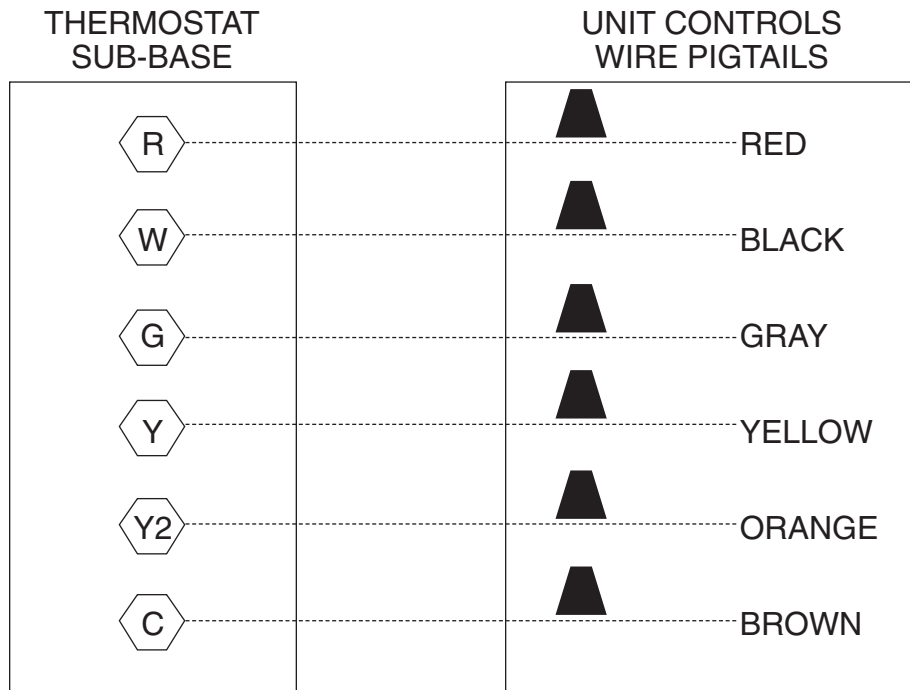 THERMOSTAT
SUB-BASE
UNIT CONTROLS
WIRE PIGTAILS
R RED
W BLACK
G GRAY
Y YELLOW
Y2 ORANGE
C BROWN